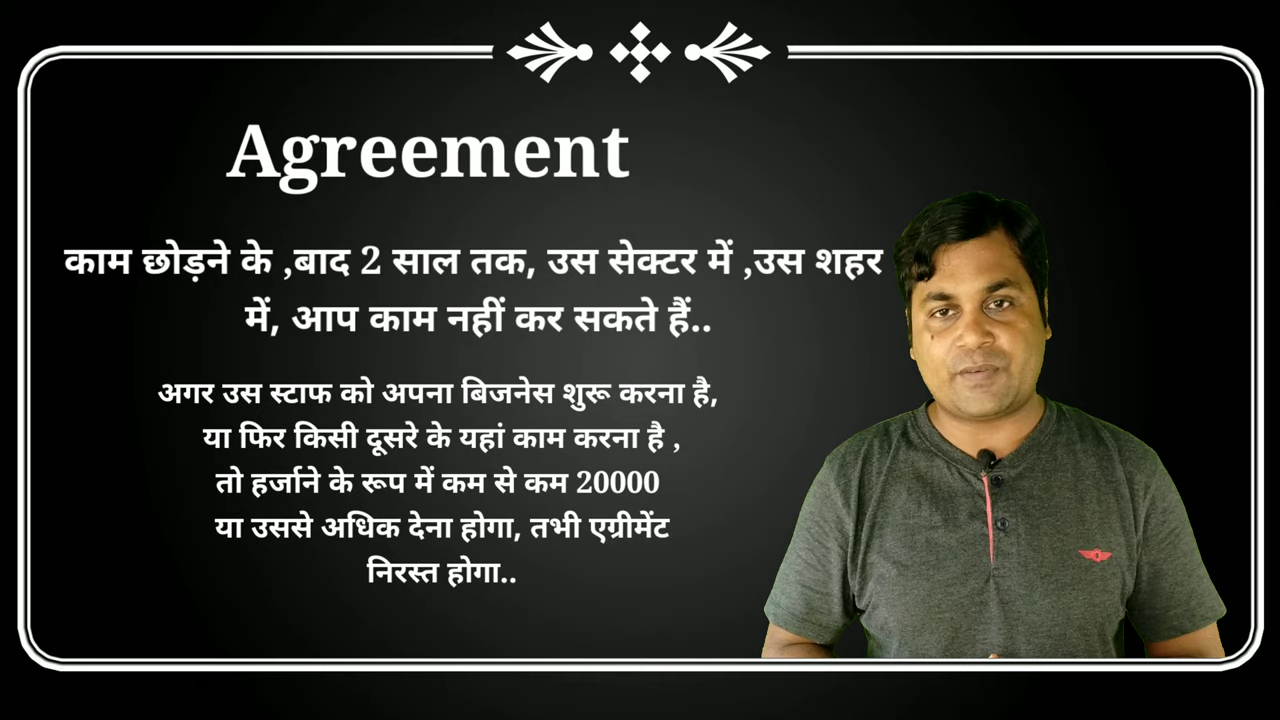 Agreement
काम छोड़ने के ,बाद 2 साल तक, उस सेक्टर में ,उस शहर
में, आप काम नहीं कर सकते हैं..
अगर उस स्टाफ को अपना बिजनेस शुरू करना है,
या फिर किसी दूसरे के यहां काम करना है ,
तो हर्जाने के रूप में कम से कम 20000
या उससे अधिक देना होगा, तभी एग्रीमेंट
निरस्त होगा..